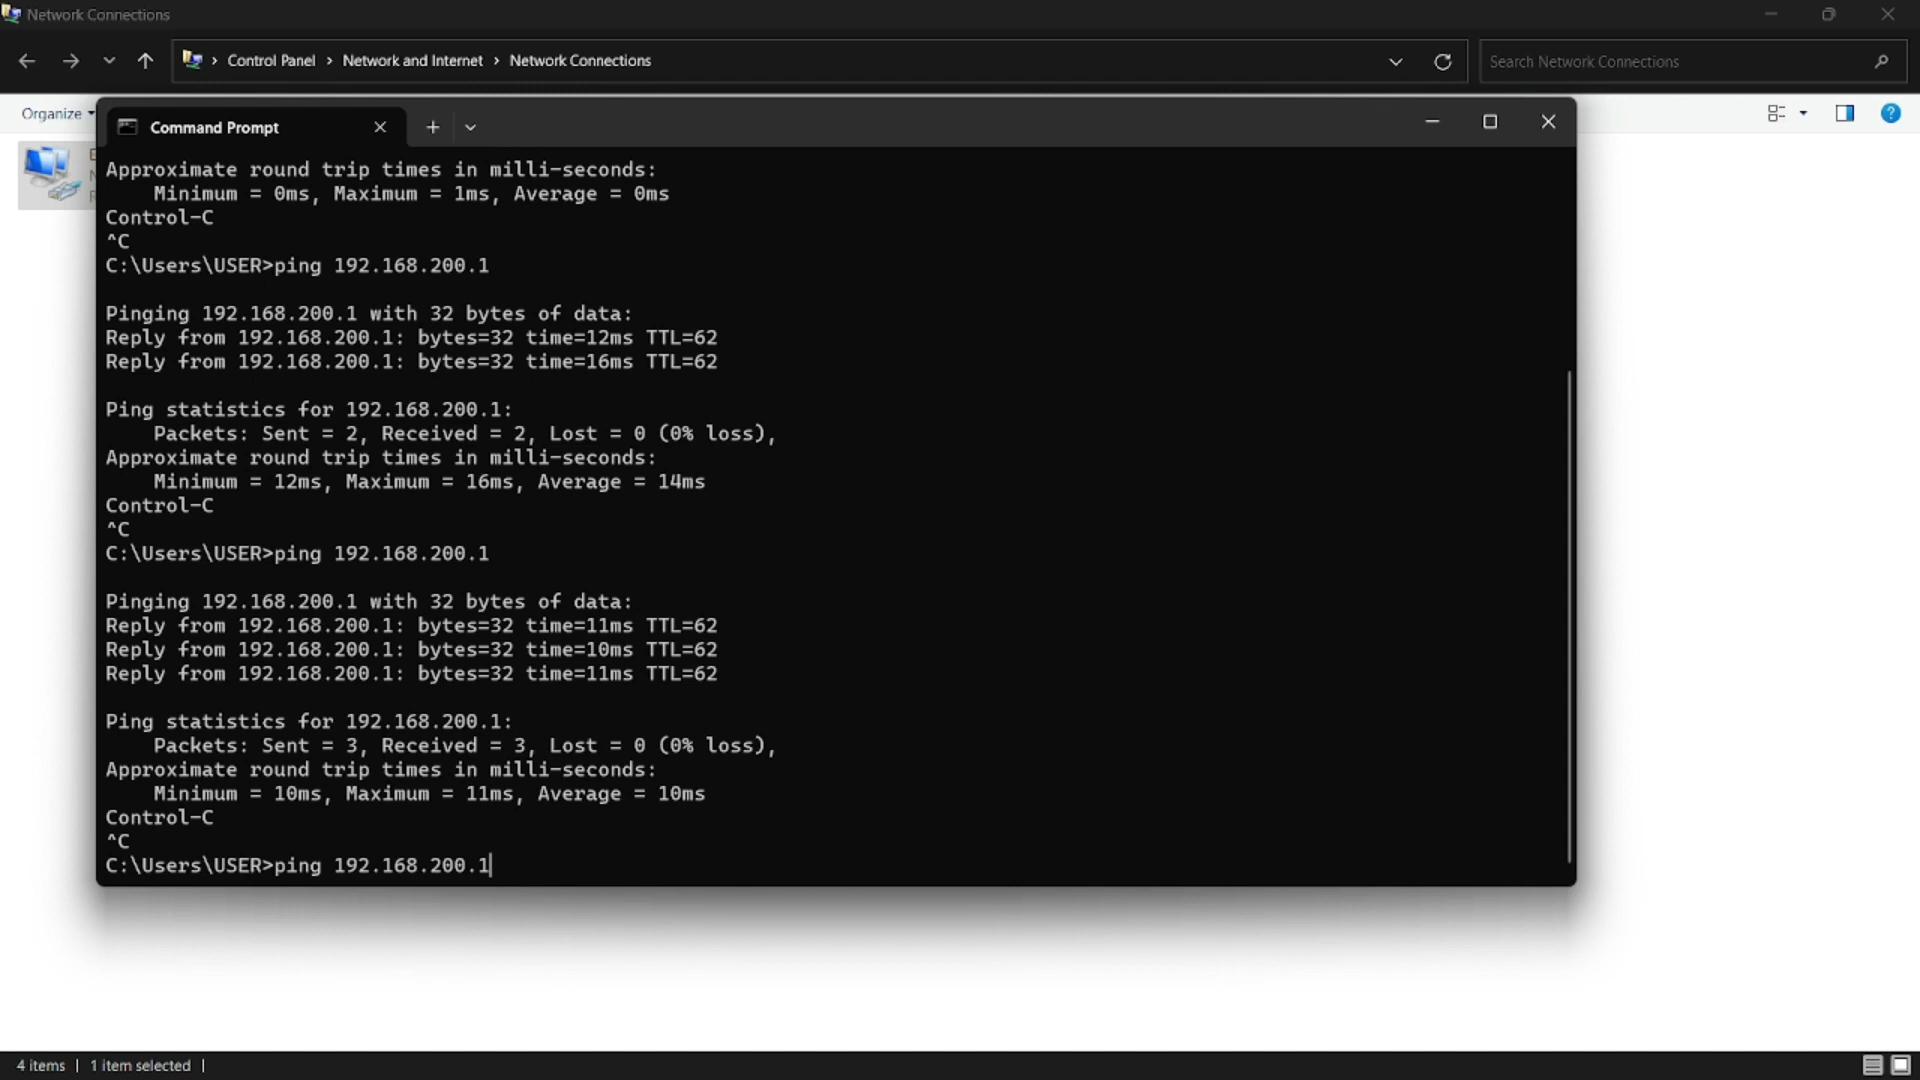 Network Connections
Control Panel > Network and Internet > Network Connections
Search Network Connections
Organize
Command Prompt
Approximate round trip times in milli-seconds:
    Minimum = 0ms, Maximum = 1ms, Average = 0ms
Control-C
^C
C:\Users\USER>ping 192.168.200.1

Pinging 192.168.200.1 with 32 bytes of data:
Reply from 192.168.200.1: bytes=32 time=12ms TTL=62
Reply from 192.168.200.1: bytes=32 time=16ms TTL=62

Ping statistics for 192.168.200.1:
    Packets: Sent = 2, Received = 2, Lost = 0 (0% loss),
Approximate round trip times in milli-seconds:
    Minimum = 12ms, Maximum = 16ms, Average = 14ms
Control-C
^C
C:\Users\USER>ping 192.168.200.1

Pinging 192.168.200.1 with 32 bytes of data:
Reply from 192.168.200.1: bytes=32 time=11ms TTL=62
Reply from 192.168.200.1: bytes=32 time=10ms TTL=62
Reply from 192.168.200.1: bytes=32 time=11ms TTL=62

Ping statistics for 192.168.200.1:
    Packets: Sent = 3, Received = 3, Lost = 0 (0% loss),
Approximate round trip times in milli-seconds:
    Minimum = 10ms, Maximum = 11ms, Average = 10ms
Control-C
^C
C:\Users\USER>ping 192.168.200.1
4 items | 1 item selected |